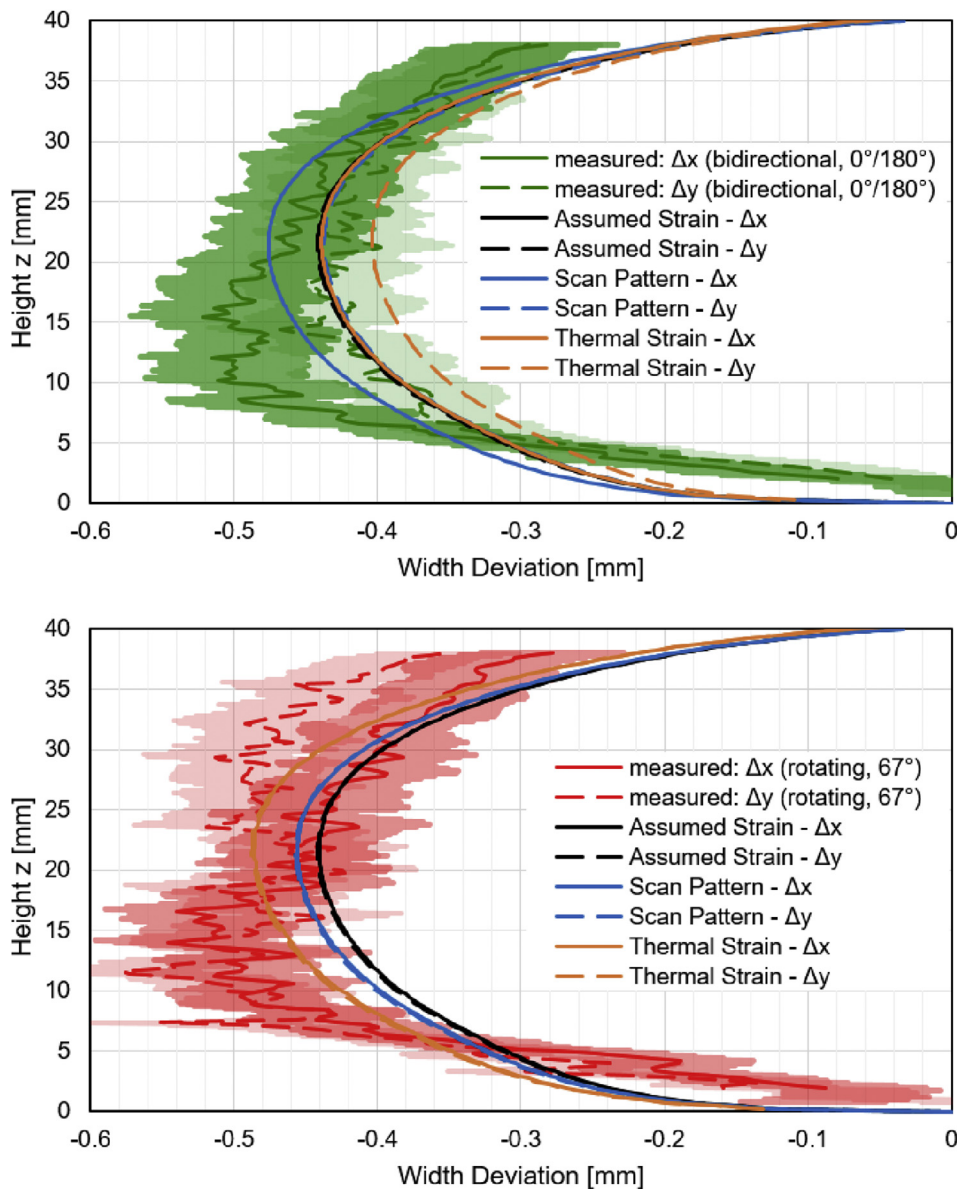 40
35
30
25
20
15
10
5
0
Height z [mm]
measured: Δx (bidirectional, 0°/180°)
measured: Δy (bidirectional, 0°/180°)
Assumed Strain - Δx
Assumed Strain - Δy
Scan Pattern - Δx
Scan Pattern - Δy
Thermal Strain - Δx
Thermal Strain - Δy
-0.6 -0.5 -0.4 -0.3 -0.2 -0.1 0
Width Deviation [mm]
40
35
30
25
20
15
10
5
0
Height z [mm]
measured: Δx (rotating, 67°)
measured: Δy (rotating, 67°)
Assumed Strain - Δx
Assumed Strain - Δy
Scan Pattern - Δx
Scan Pattern - Δy
Thermal Strain - Δx
Thermal Strain - Δy
-0.6 -0.5 -0.4 -0.3 -0.2 -0.1 0
Width Deviation [mm]